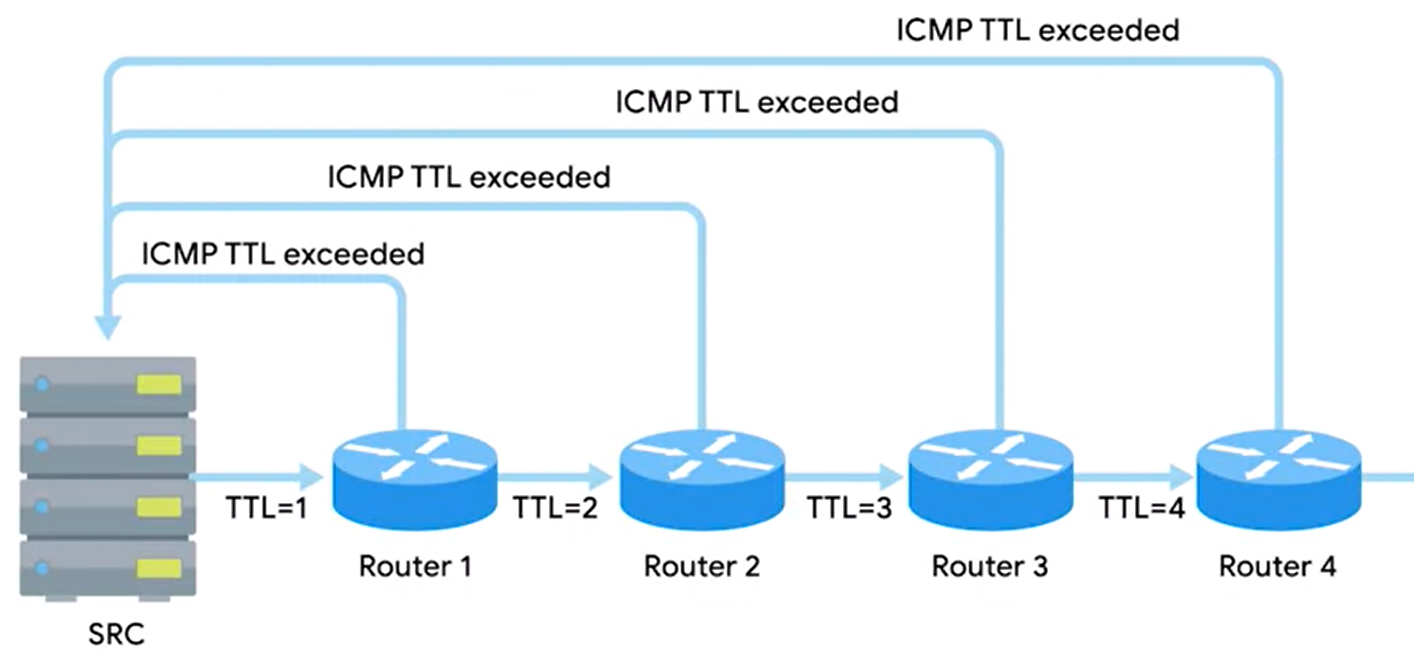 ICMP TTL exceeded
ICMP TTL exceeded
ICMP TTL exceeded
ICMP TTL exceeded
TTL=1
TTL=2
TTL=3
TTL=4
Router 1
Router 2
Router 3
Router 4
SRC